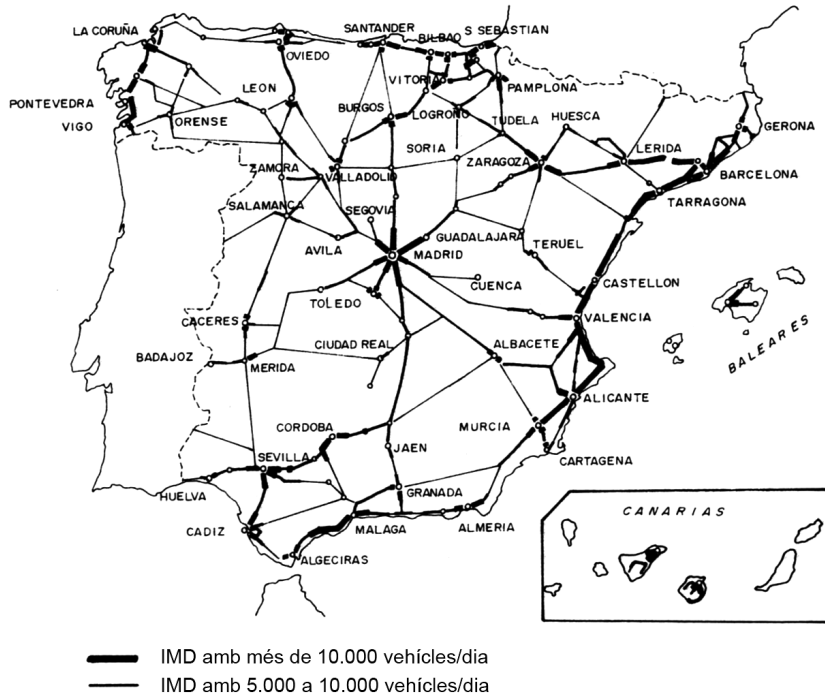 LA CORUÑA
SANTANDER
S SEBASTIAN
BILBAO
OVIEDO
VITORIA
PAMPLONA
LEON
PONTEVEDRA
BURGOS
LOGROÑO
HUESCA
VIGO
ORENSE
TUDELA
GERONA
SORIA
LERIDA
ZARAGOZA
ZAMORA
VALLADOLID
BARCELONA
TARRAGONA
SALAMANCA
SEGOVIA
GUADALAJARA
AVILA
MADRID
TERUEL
CUENCA
CASTELLON
TOLEDO
VALENCIA
CACERES
CIUDAD REAL
ALBACETE
BALEARES
BADAJOZ
MERIDA
ALICANTE
CORDOBA
MURCIA
JAEN
SEVILLA
CARTAGENA
HUELVA
GRANADA
CANARIAS
CADIZ
MALAGA
ALMERIA
ALGECIRAS
IMD amb més de 10.000 vehícles/dia
IMD amb 5.000 a 10.000 vehícles/dia